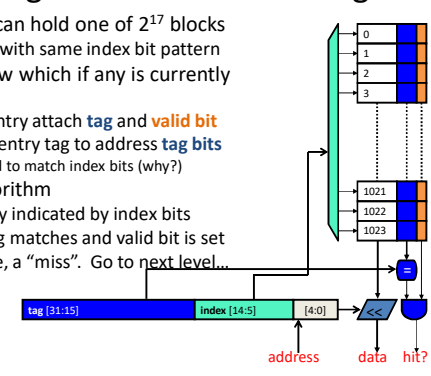 can hold one of 2¹⁷ blocks
with same index bit pattern
which if any is currently
entry attach tag and valid bit
entry tag to address tag bits
to match index bits (why?)
indicated by index bits
matches and valid bit is set
a “miss”. Go to next level…
0
1
2
3
1021
1022
1023
=
tag [31:15]
index [14:5]
[4:0]
<<
address
data
hit?